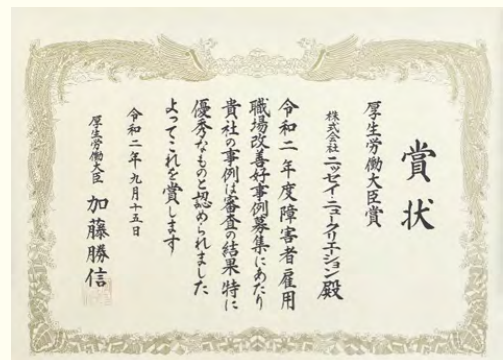 賞状
厚生労働大臣賞
株式会社ニッセイ・ニュークリエーション殿
令和二年度障害者雇用
職場改善好事例募集にあたり
貴社の事例は審査の結果特に
優秀なものと認められました
よってこれを賞します
令和二年九月十五日
厚生労働大臣 加藤勝信